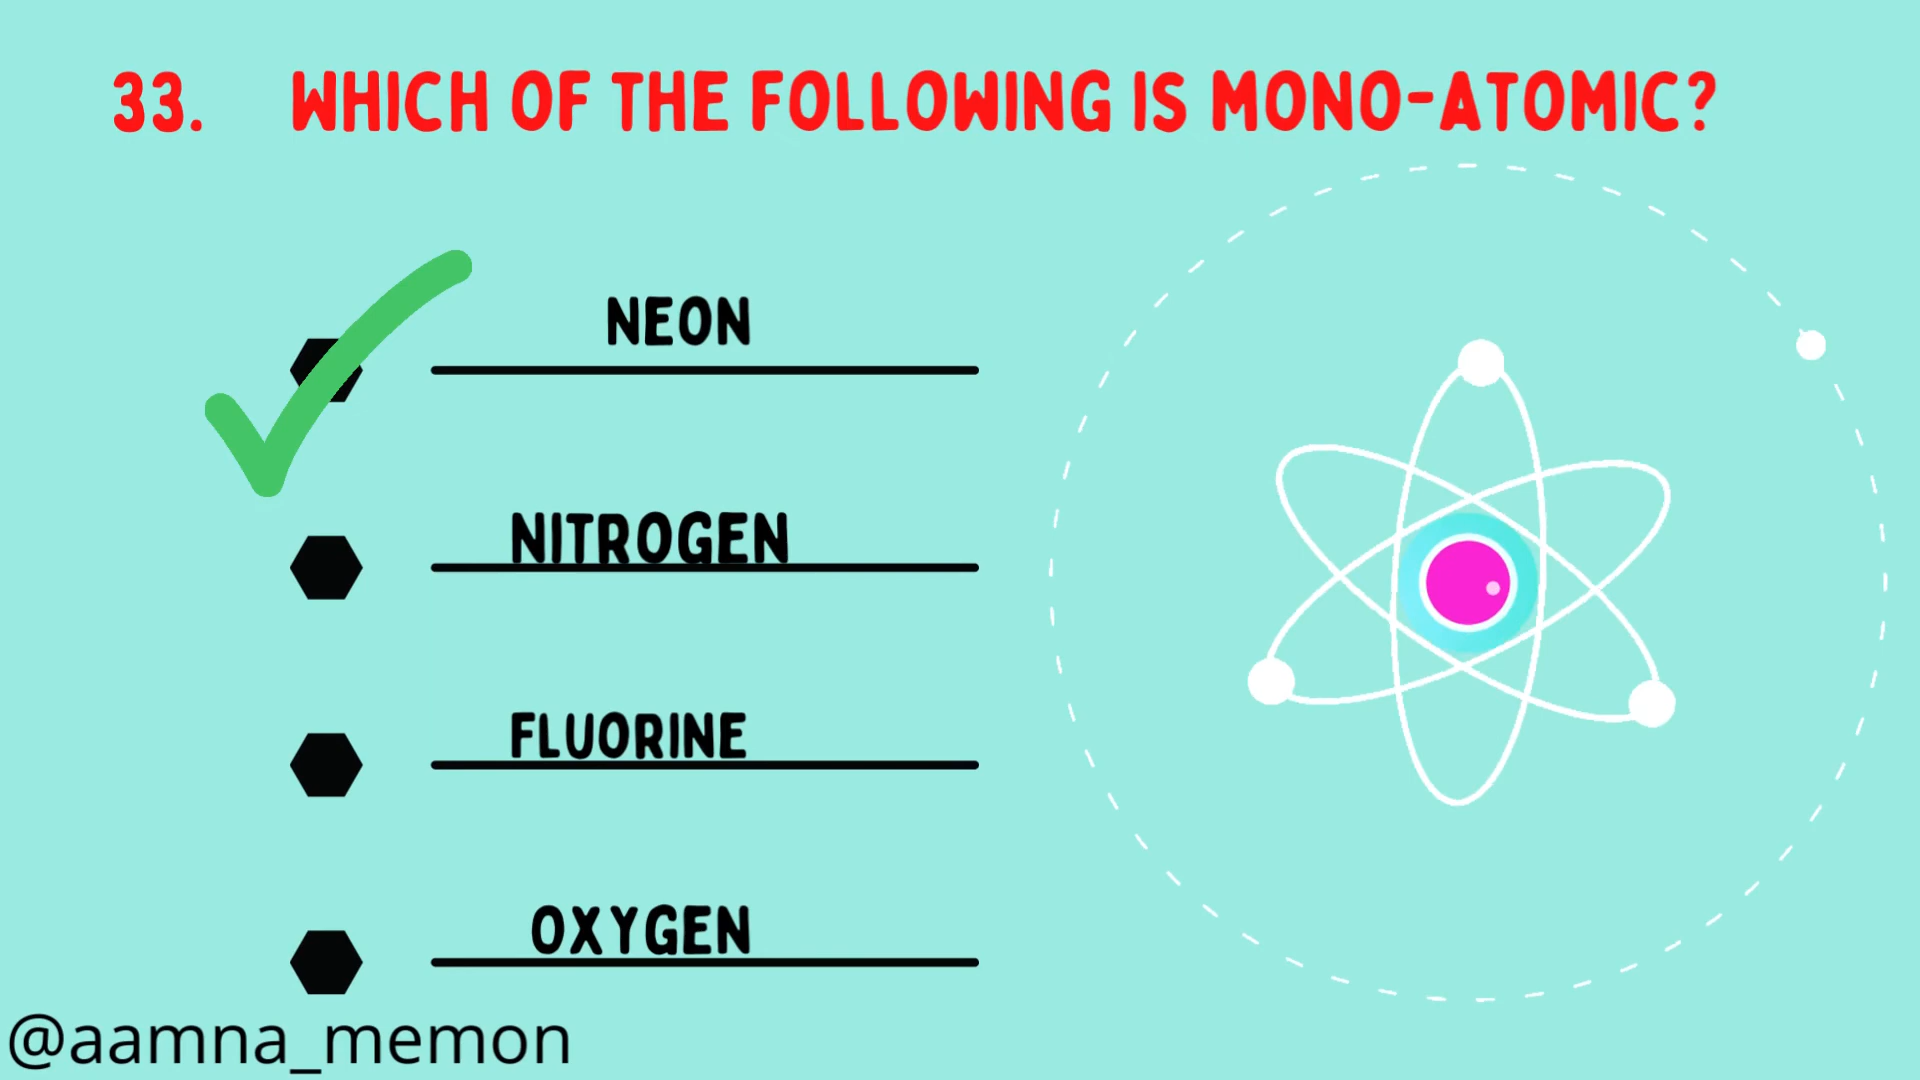 33. WHICH OF THE FOLLOWING IS MONO-ATOMIC?
NEON
NITROGEN
FLUORINE
OXYGEN
@aamna_memon